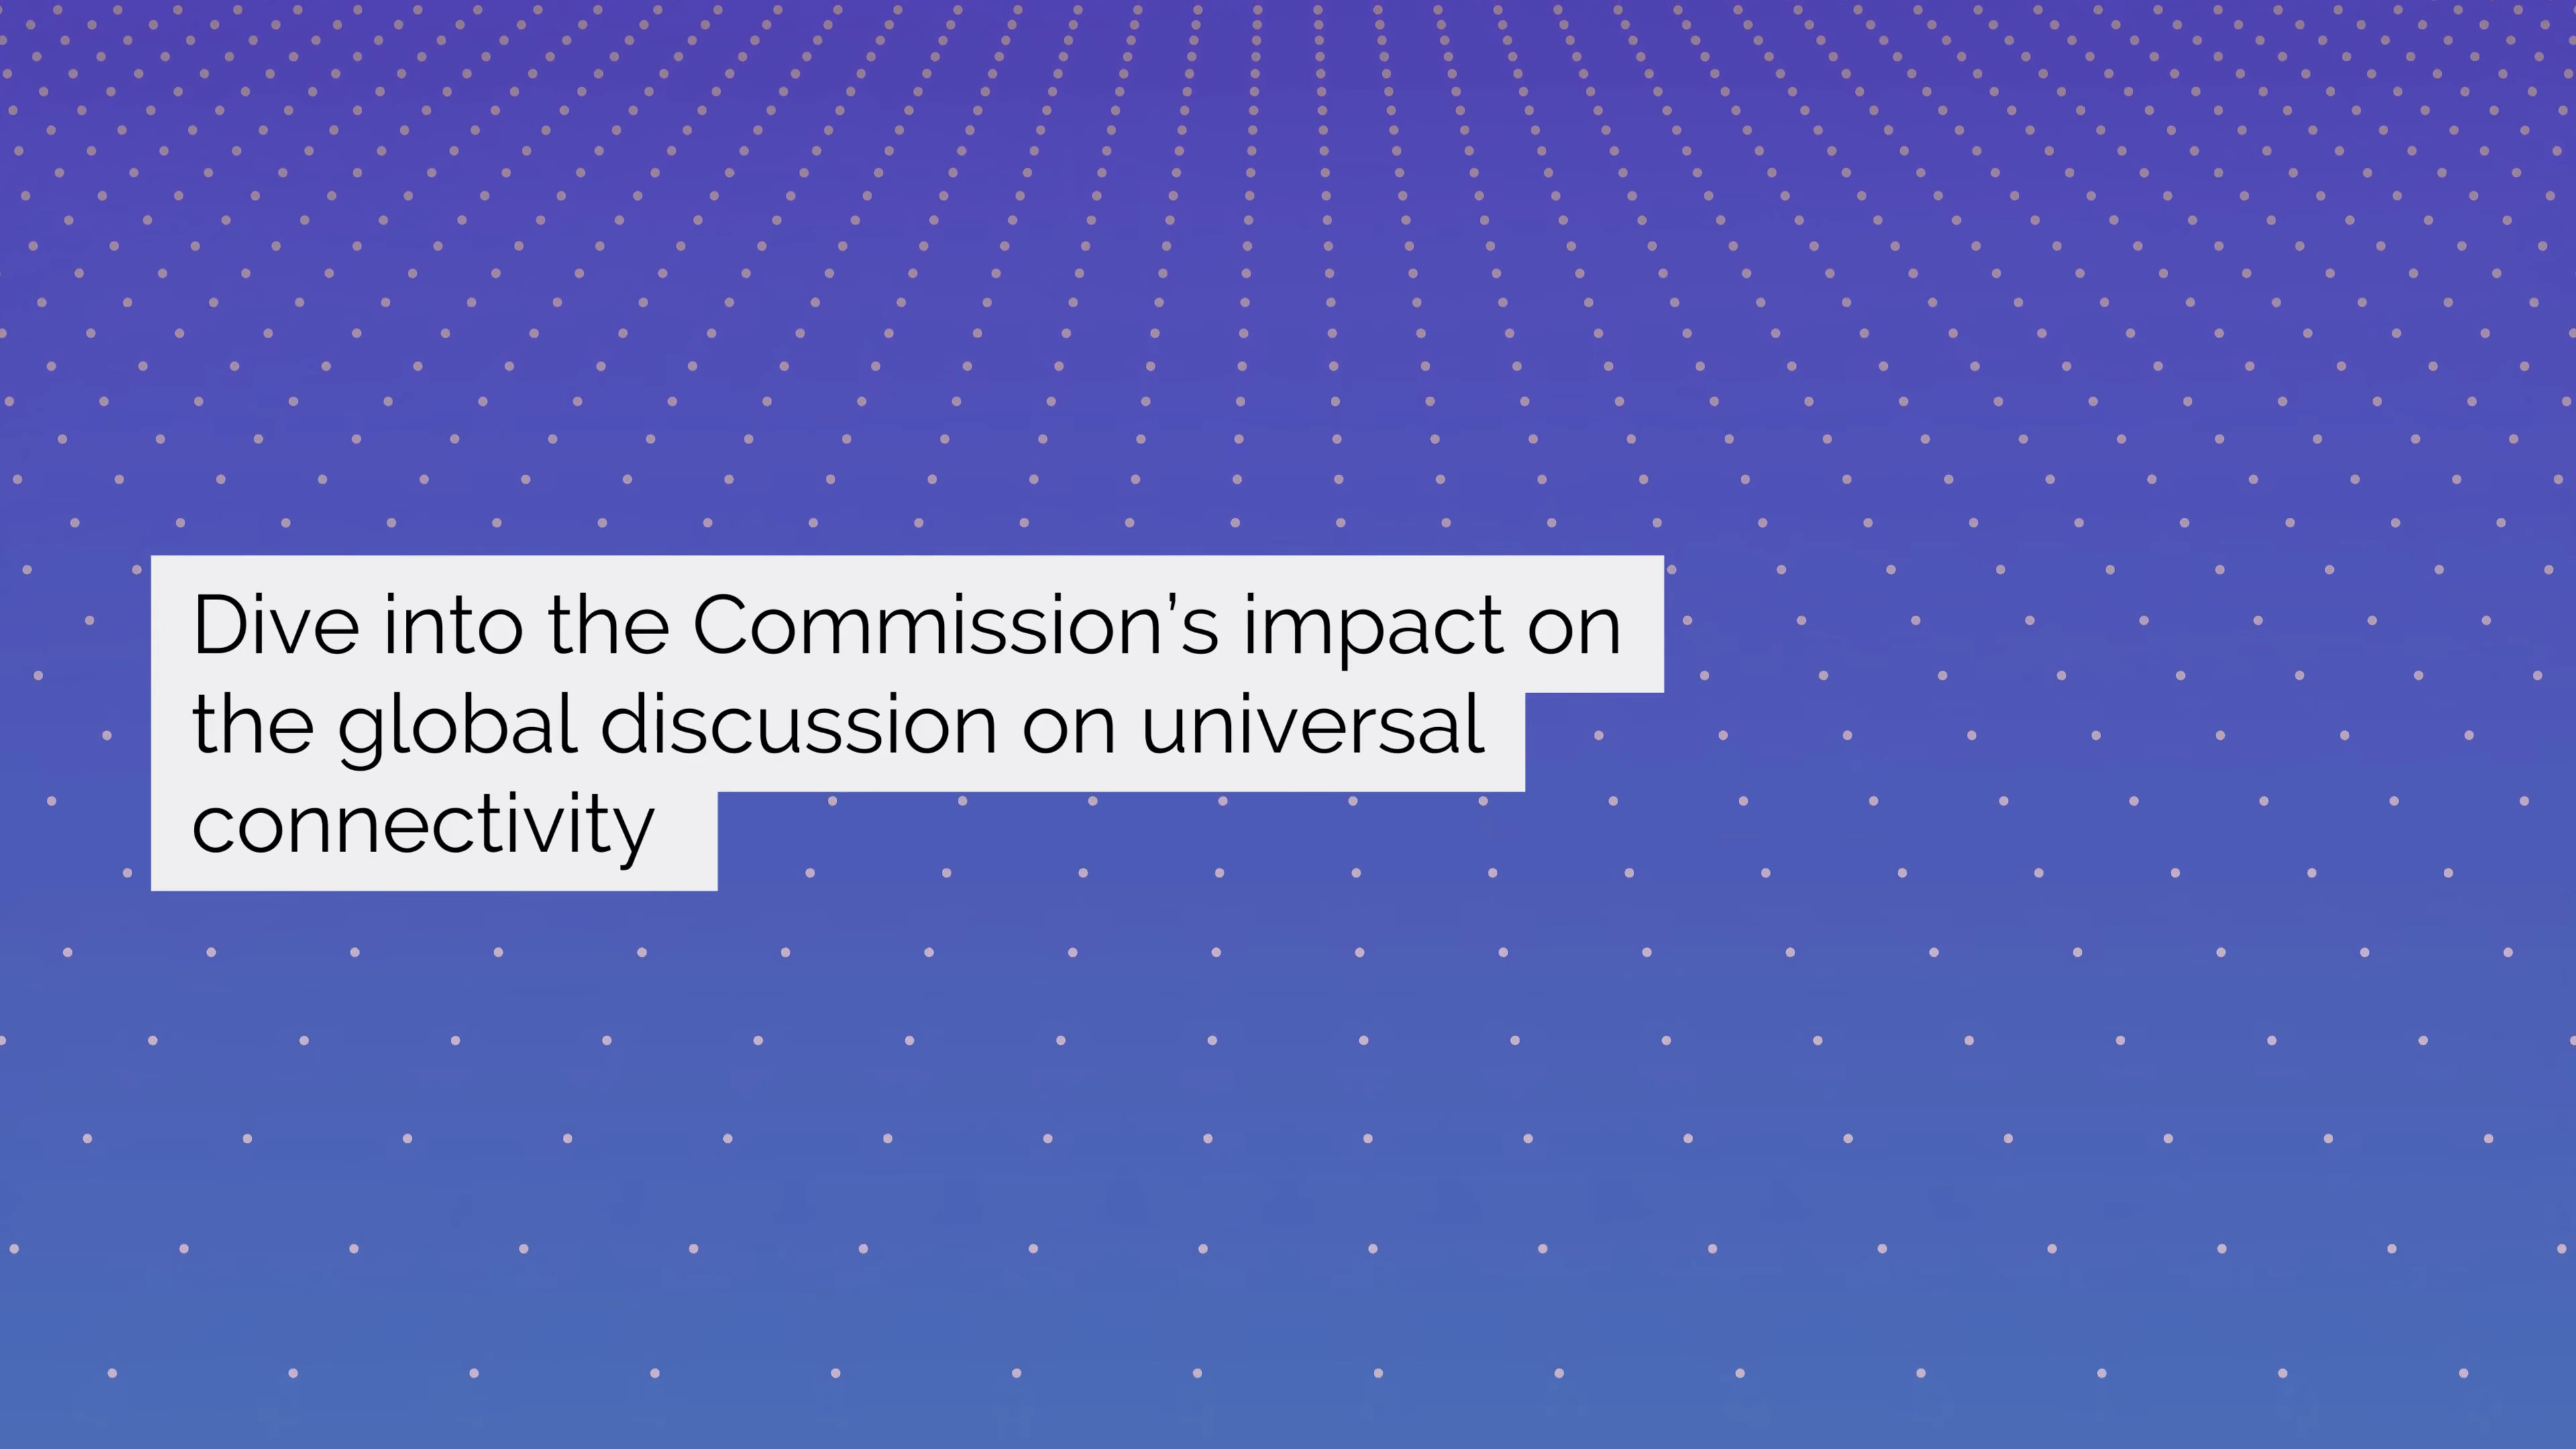 Dive into the Commission’s impact on
the global discussion on universal
connectivity